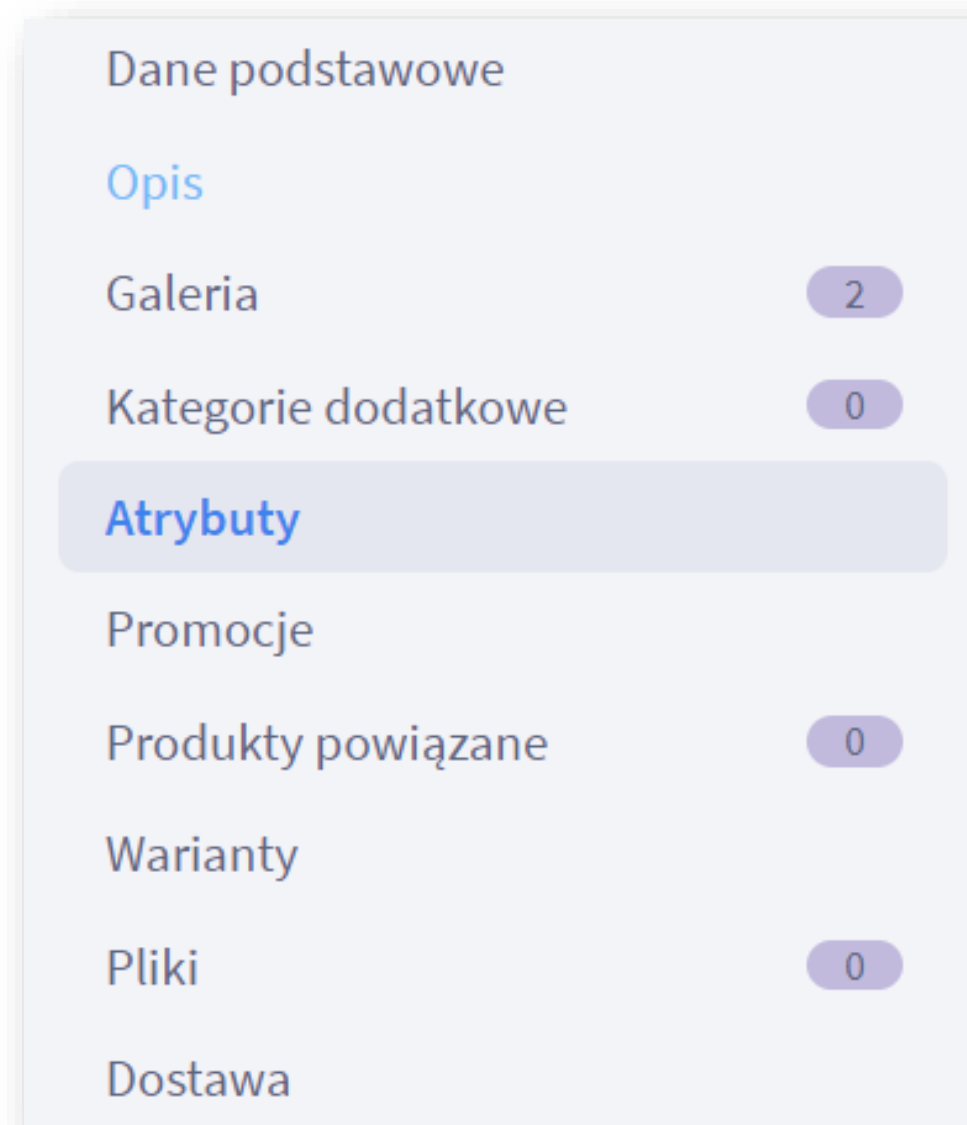 Dane podstawowe
Opis
Galeria 2
Kategorie dodatkowe 0
Atrybuty
Promocje
Produkty powiązane 0
Warianty
Pliki 0
Dostawa